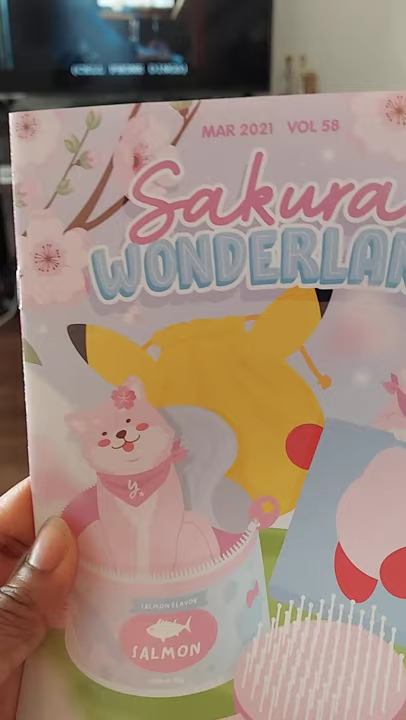 MAR 2021 VOL 58
Sakura
WONDERLAN
y.
SALMON FLAVOR
SALMON